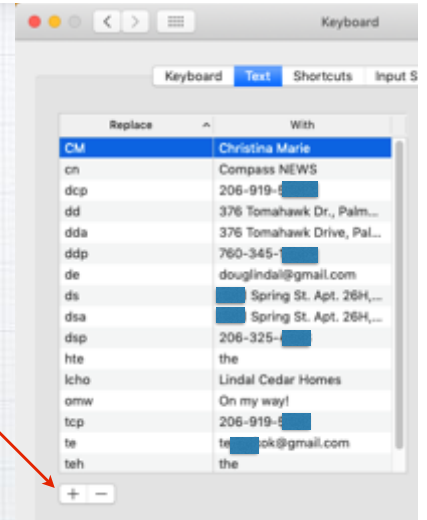 Keyboard
Keyboard Text Shortcuts Input S
Replace With
CM Christina Marie
cn Compass NEWS
dcp 206-919-
dd 376 Tomahawk Dr., Palm...
dda 376 Tomahawk Drive, Pal...
ddp 760-345-
de douglindal@gmail.com
ds Spring St. Apt. 26H,...
dsa Spring St. Apt. 26H,...
dsp 206-325-
hte the
lcho Lindal Cedar Homes
omw On my way!
tcp 206-919-
te te ok@gmail.com
teh the
+ −